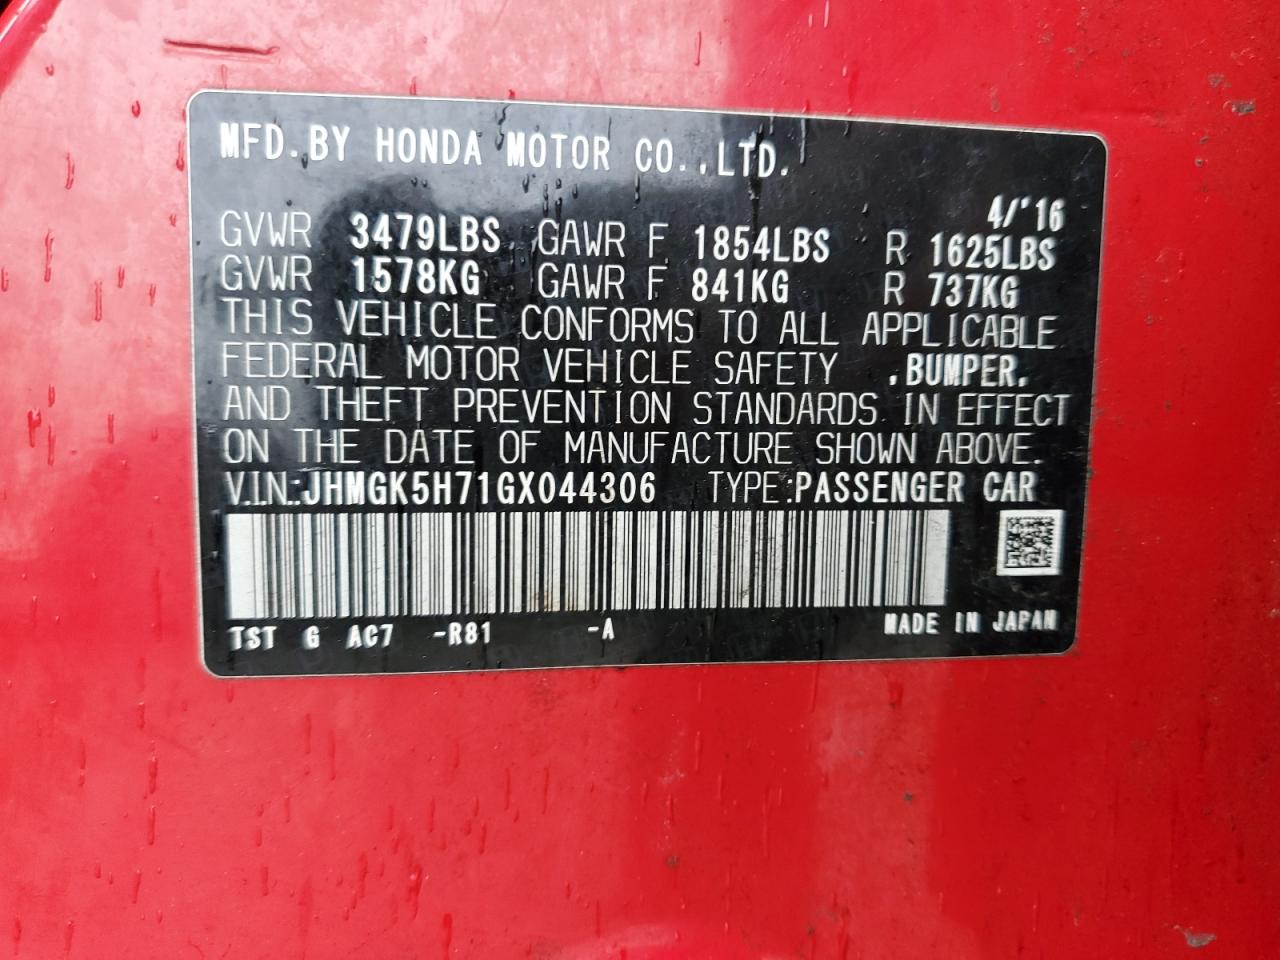 MFD.BY HONDA MOTOR CO.,LTD.
4/'16
GVWR 3479LBS GAWR F 1854LBS R 1625LBS
GVWR 1578KG GAWR F 841KG R 737KG
THIS VEHICLE CONFORMS TO ALL APPLICABLE
FEDERAL MOTOR VEHICLE SAFETY ,BUMPER,
AND THEFT PREVENTION STANDARDS IN EFFECT
ON THE DATE OF MANUFACTURE SHOWN ABOVE.
V.I.N.:JHMGK5H71GX044306 TYPE:PASSENGER CAR
TST G AC7 -R81 -A MADE IN JAPAN